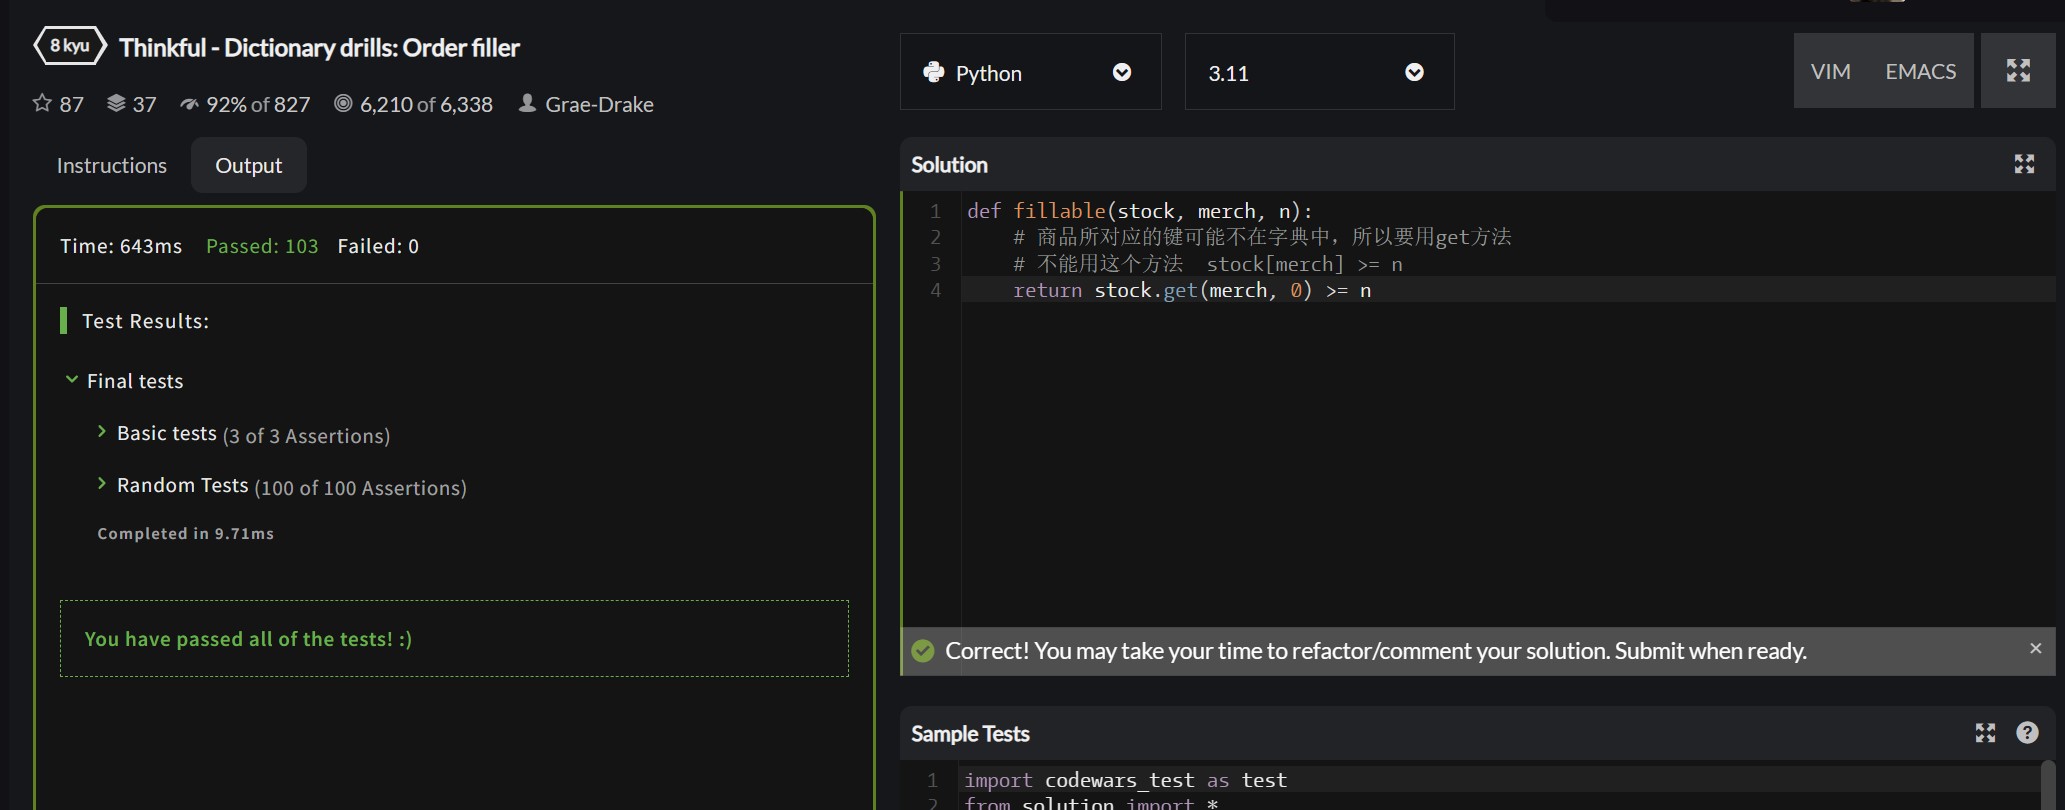 8 kyu Thinkful - Dictionary drills: Order filler
87 37 92% of 827 6,210 of 6,338 Grae-Drake
Instructions Output
Time: 643ms Passed: 103 Failed: 0
Test Results:
Final tests
Basic tests (3 of 3 Assertions)
Random Tests (100 of 100 Assertions)
Completed in 9.71ms
You have passed all of the tests! :)
Python 3.11 VIM EMACS
Solution
1 def fillable(stock, merch, n):
2 # 商品所对应的键可能不在字典中，所以要用get方法
3 # 不能用这个方法 stock[merch] >= n
4 return stock.get(merch, 0) >= n
Correct! You may take your time to refactor/comment your solution. Submit when ready. ×
Sample Tests ?
1 import codewars_test as test
2 from solution import *